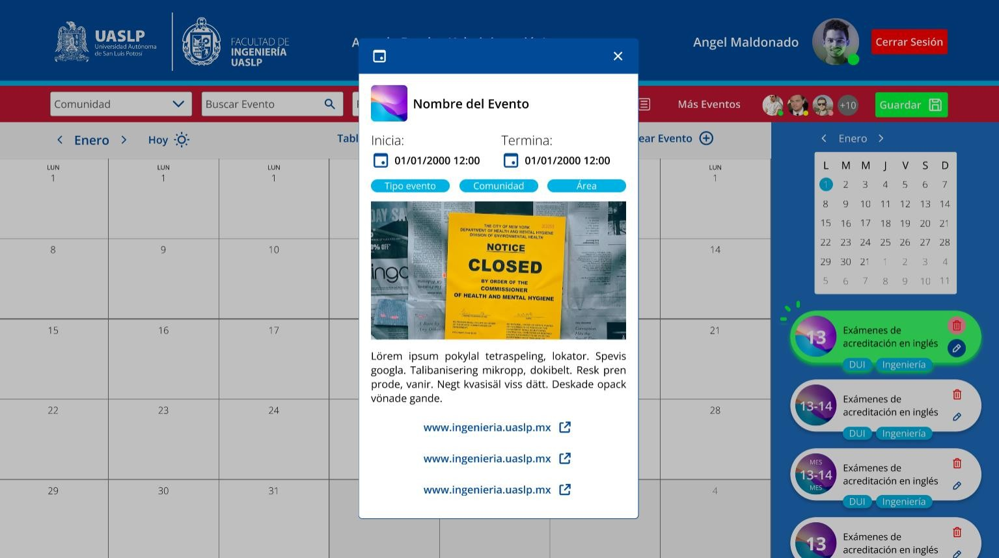 UASLP
Universidad Autónoma
de San Luis Potosí
FACULTAD DE
INGENIERÍA
UASLP
Angel Maldonado
Cerrar Sesión
Comunidad
Buscar Evento
Más Eventos
+10
Guardar
Enero
Hoy
Tabl
ear Evento
Enero
LUN
1
LUN
1
LUN
1
LUN
1
8
9
10
14
15
16
17
21
22
23
24
28
29
30
31
4
Nombre del Evento
Inicia:
Termina:
01/01/2000 12:00
01/01/2000 12:00
Tipo evento
Comunidad
Área
DAY SA
0% OFF*
ingo
THE CITY OF NEW YORK
DEPARTMENT OF HEALTH AND MENTAL HYGIENE
DIVISION OF ENVIRONMENTAL HEALTH
NOTICE
CLOSED
BY ORDER OF THE
COMMISSIONER
OF HEALTH AND MENTAL HYGIENE
Corruption
Hits the
Lörem ipsum pokylal tetraspeling, lokator. Spevis
googla. Talibanisering mikropp, dokibelt. Resk pren
prode, vanir. Negt kvasisäl viss dätt. Deskade opack
vönade gande.
www.ingenieria.uaslp.mx
www.ingenieria.uaslp.mx
www.ingenieria.uaslp.mx
L M M J V S D
1 2 3 4 5 6 7
8 9 10 11 12 13 14
15 16 17 18 19 20 21
22 23 24 25 26 27 28
29 30 21 1 2 3 4
5 6 7 8 9 10 11
13
Exámenes de
acreditación en inglés
DUI Ingeniería
13-14
Exámenes de
acreditación en inglés
DUI Ingeniería
MES
13-14
MES
Exámenes de
acreditación en inglés
DUI Ingeniería
13
Exámenes de
acreditación en inglés